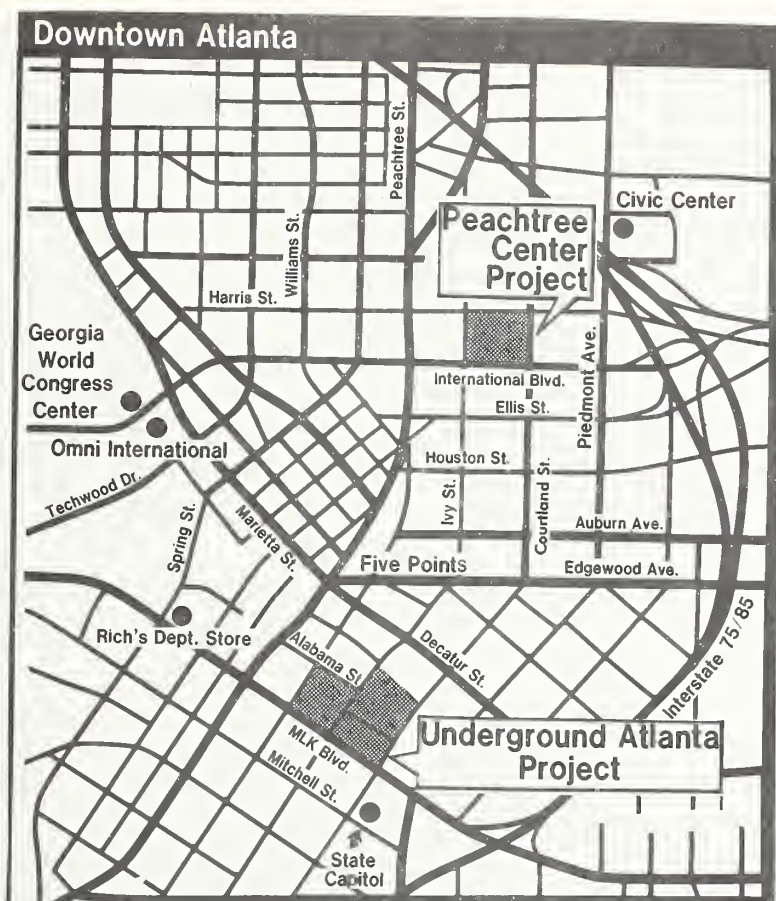 Downtown Atlanta
Peachtree St.
Civic Center
Williams St.
Peachtree
Center
Project
Harris St.
Georgia
World
Congress
Center
Piedmont Ave.
International Blvd.
Ellis St.
Omni International
Houston St.
Techwood Dr.
Ivy St.
Courtland St.
Spring St.
Marietta St.
Auburn Ave.
Five Points
Edgewood Ave.
Rich's Dept. Store
Alabama St.
Decatur St.
Interstate 75/85
Underground Atlanta
Project
MLK Blvd.
Mitchell St.
State
Capitol